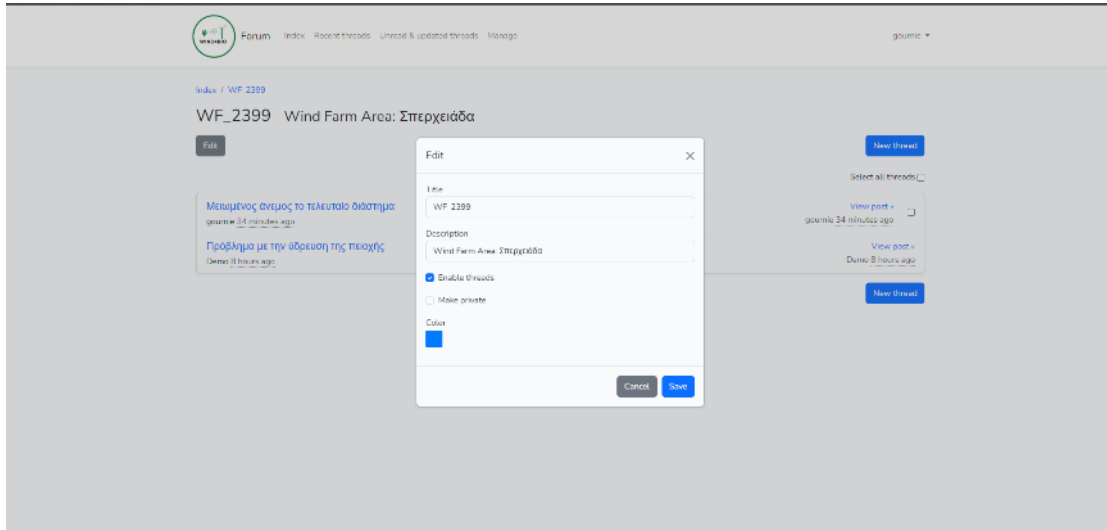 Forum Index Recent threads Unread & updated threads Manage gournie
Index / WF 2399
WF_2399 Wind Farm Area: Σπερχειάδα
Edit
New thread
Select all threads
Μειωμένος άνεμος το τελευταίο διάστημα
gournie 34 minutes ago
View post »
gournie 34 minutes ago
Πρόβλημα με την ύδρευση της περιοχής
Demo 8 hours ago
View post »
Demo 8 hours ago
New thread
Edit
Title
WF 2399
Description
Wind Farm Area: Σπερχειάδα
Enable threads
Make private
Color
Cancel Save